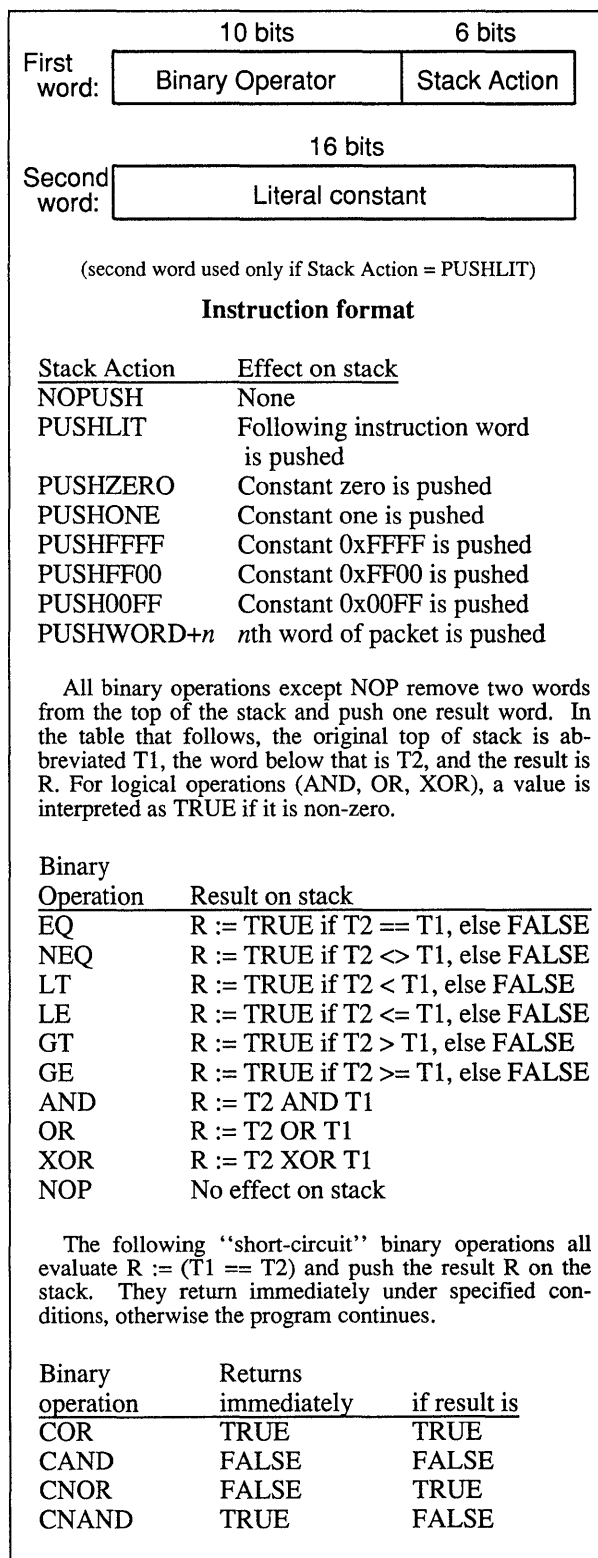 10 bits 6 bits
First word: Binary Operator Stack Action
16 bits
Second word: Literal constant
(second word used only if Stack Action = PUSHLIT)
Instruction format
Stack Action Effect on stack
NOPUSH None
PUSHLIT Following instruction word
is pushed
PUSHZERO Constant zero is pushed
PUSHONE Constant one is pushed
PUSHFFFF Constant 0xFFFF is pushed
PUSHFF00 Constant 0xFF00 is pushed
PUSH00FF Constant 0x00FF is pushed
PUSHWORD+n nth word of packet is pushed
All binary operations except NOP remove two words
from the top of the stack and push one result word. In
the table that follows, the original top of stack is ab-
breviated T1, the word below that is T2, and the result is
R. For logical operations (AND, OR, XOR), a value is
interpreted as TRUE if it is non-zero.
Binary
Operation Result on stack
EQ R := TRUE if T2 == T1, else FALSE
NEQ R := TRUE if T2 <> T1, else FALSE
LT R := TRUE if T2 < T1, else FALSE
LE R := TRUE if T2 <= T1, else FALSE
GT R := TRUE if T2 > T1, else FALSE
GE R := TRUE if T2 >= T1, else FALSE
AND R := T2 AND T1
OR R := T2 OR T1
XOR R := T2 XOR T1
NOP No effect on stack
The following ‘‘short-circuit’’ binary operations all
evaluate R := (T1 == T2) and push the result R on the
stack. They return immediately under specified con-
ditions, otherwise the program continues.
Binary Returns
operation immediately if result is
COR TRUE TRUE
CAND FALSE FALSE
CNOR FALSE TRUE
CNAND TRUE FALSE